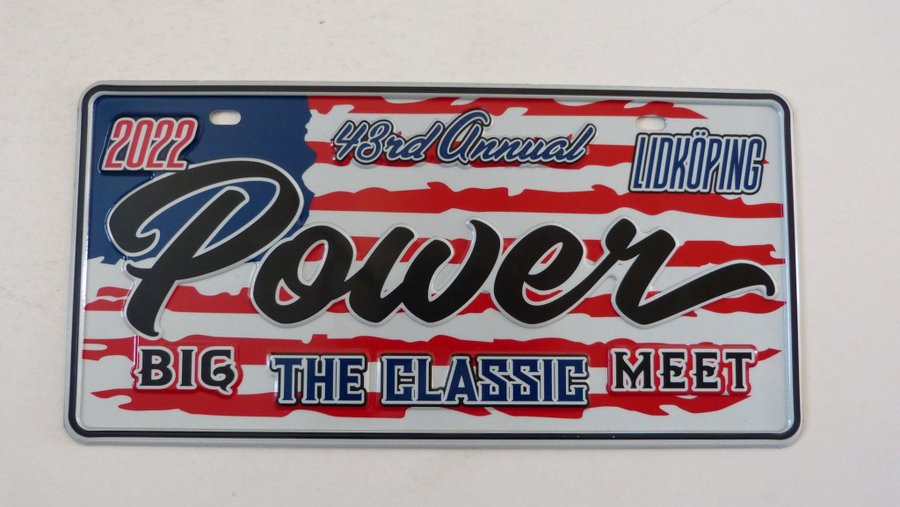 2022 43rd Annual LIDKÖPING
Power
BIG THE CLASSIC MEET